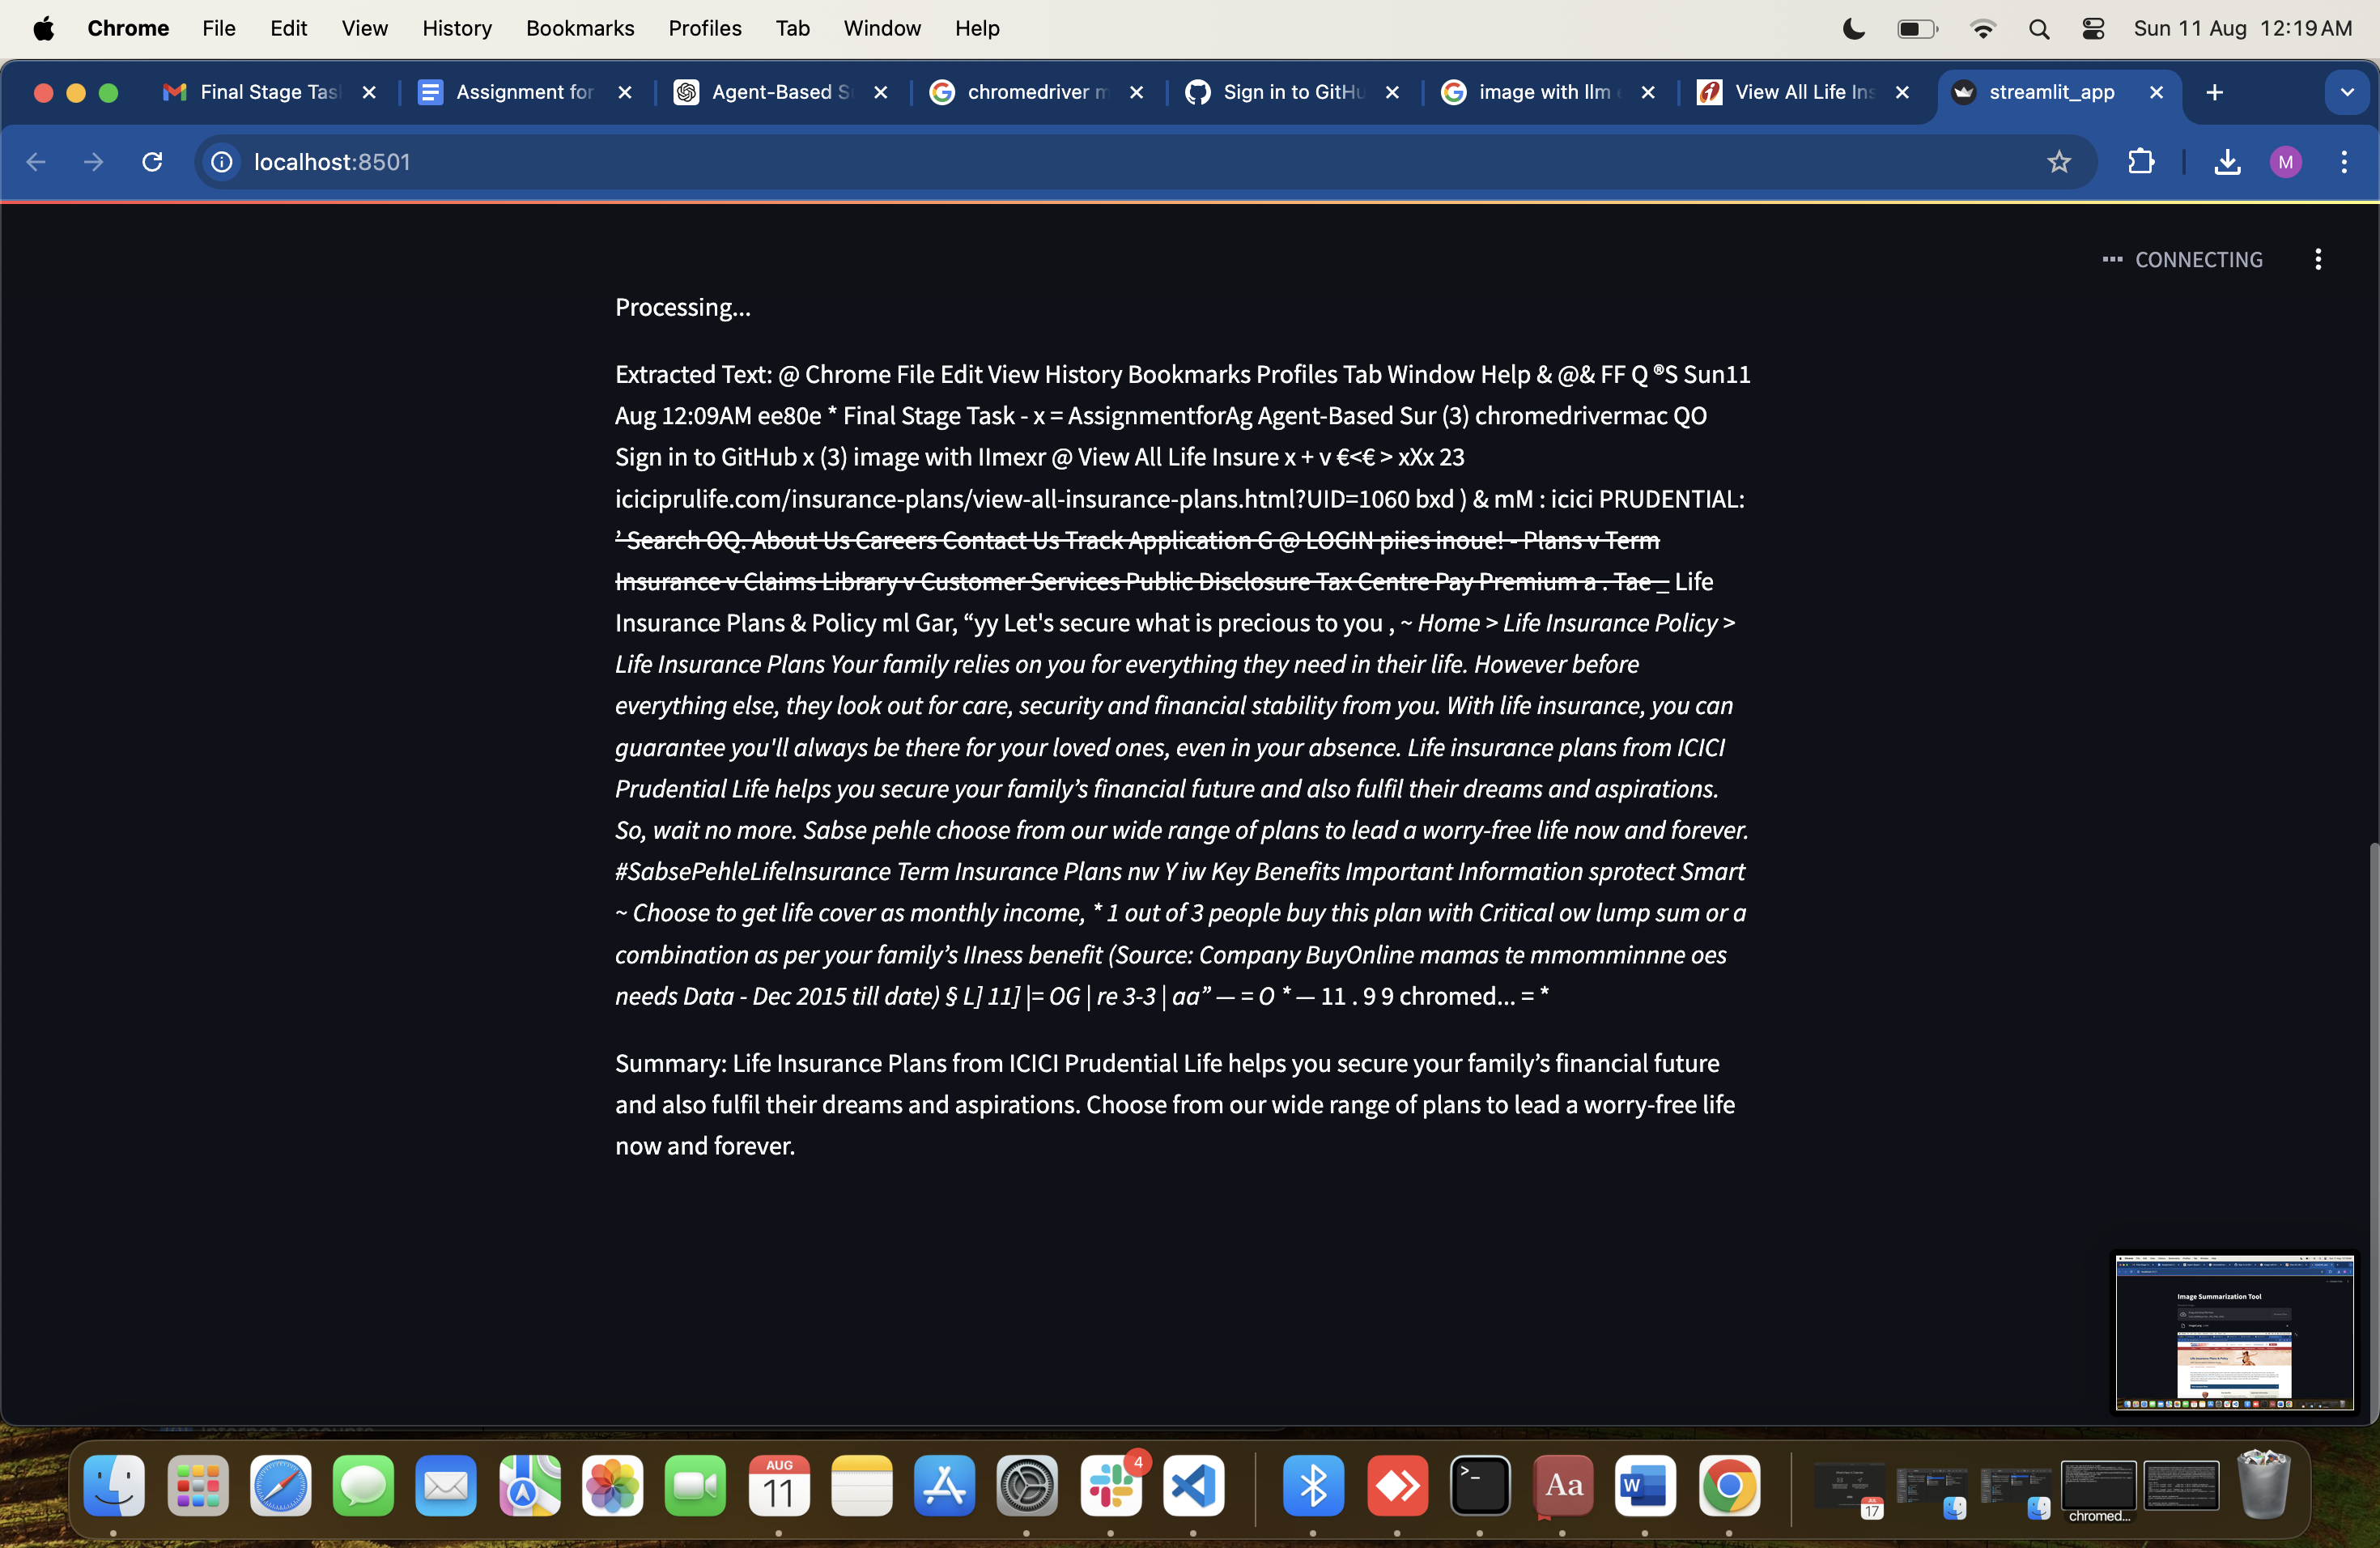 Chrome File Edit View History Bookmarks Profiles Tab Window Help Sun 11 Aug 12:19 AM
Final Stage Tas Assignment for Agent-Based S chromedriver m Sign in to GitHu image with llm View All Life Ins streamlit_app
localhost:8501 M
CONNECTING
Processing...
Extracted Text: @ Chrome File Edit View History Bookmarks Profiles Tab Window Help & @& FF Q ®S Sun11
Aug 12:09AM ee80e * Final Stage Task - x = AssignmentforAg Agent-Based Sur (3) chromedrivermac QO
Sign in to GitHub x (3) image with IImexr @ View All Life Insure x + v €<€ > xXx 23
iciciprulife.com/insurance-plans/view-all-insurance-plans.html?UID=1060 bxd ) & mM : icici PRUDENTIAL:
’ Search OQ. About Us Careers Contact Us Track Application G @ LOGIN piies inoue! - Plans v Term
Insurance v Claims Library v Customer Services Public Disclosure Tax Centre Pay Premium a . Tae _ Life
Insurance Plans & Policy ml Gar, “yy Let's secure what is precious to you , ~ Home > Life Insurance Policy >
Life Insurance Plans Your family relies on you for everything they need in their life. However before
everything else, they look out for care, security and financial stability from you. With life insurance, you can
guarantee you'll always be there for your loved ones, even in your absence. Life insurance plans from ICICI
Prudential Life helps you secure your family’s financial future and also fulfil their dreams and aspirations.
So, wait no more. Sabse pehle choose from our wide range of plans to lead a worry-free life now and forever.
#SabsePehleLifelnsurance Term Insurance Plans nw Y iw Key Benefits Important Information sprotect Smart
~ Choose to get life cover as monthly income, * 1 out of 3 people buy this plan with Critical ow lump sum or a
combination as per your family’s IIness benefit (Source: Company BuyOnline mamas te mmomminnne oes
needs Data - Dec 2015 till date) § L] 11] |= OG | re 3-3 | aa” — = O * — 11 . 9 9 chromed... = *
Summary: Life Insurance Plans from ICICI Prudential Life helps you secure your family’s financial future
and also fulfil their dreams and aspirations. Choose from our wide range of plans to lead a worry-free life
now and forever.
Image Summarization Tool
AUG
11
4
>_
Aa
W
17
chromed...